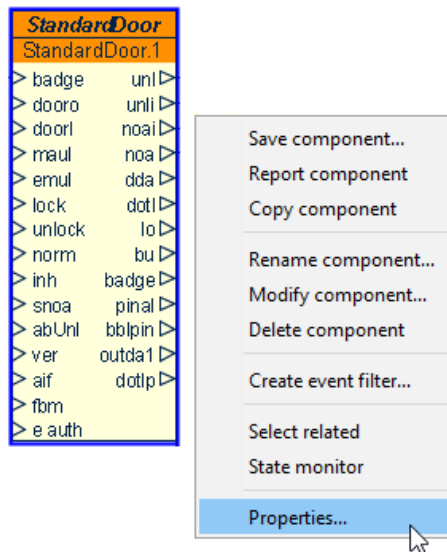 StandardDoor
StandardDoor.1
badge unl
dooro unli
doorl noai
maul noa
emul dda
lock dotl
unlock lo
norm bu
inh badge
snoa pinal
abUnl bblpin
ver outda1
aif dotlp
fbm
e auth
Save component...
Report component
Copy component
Rename component...
Modify component...
Delete component
Create event filter...
Select related
State monitor
Properties...